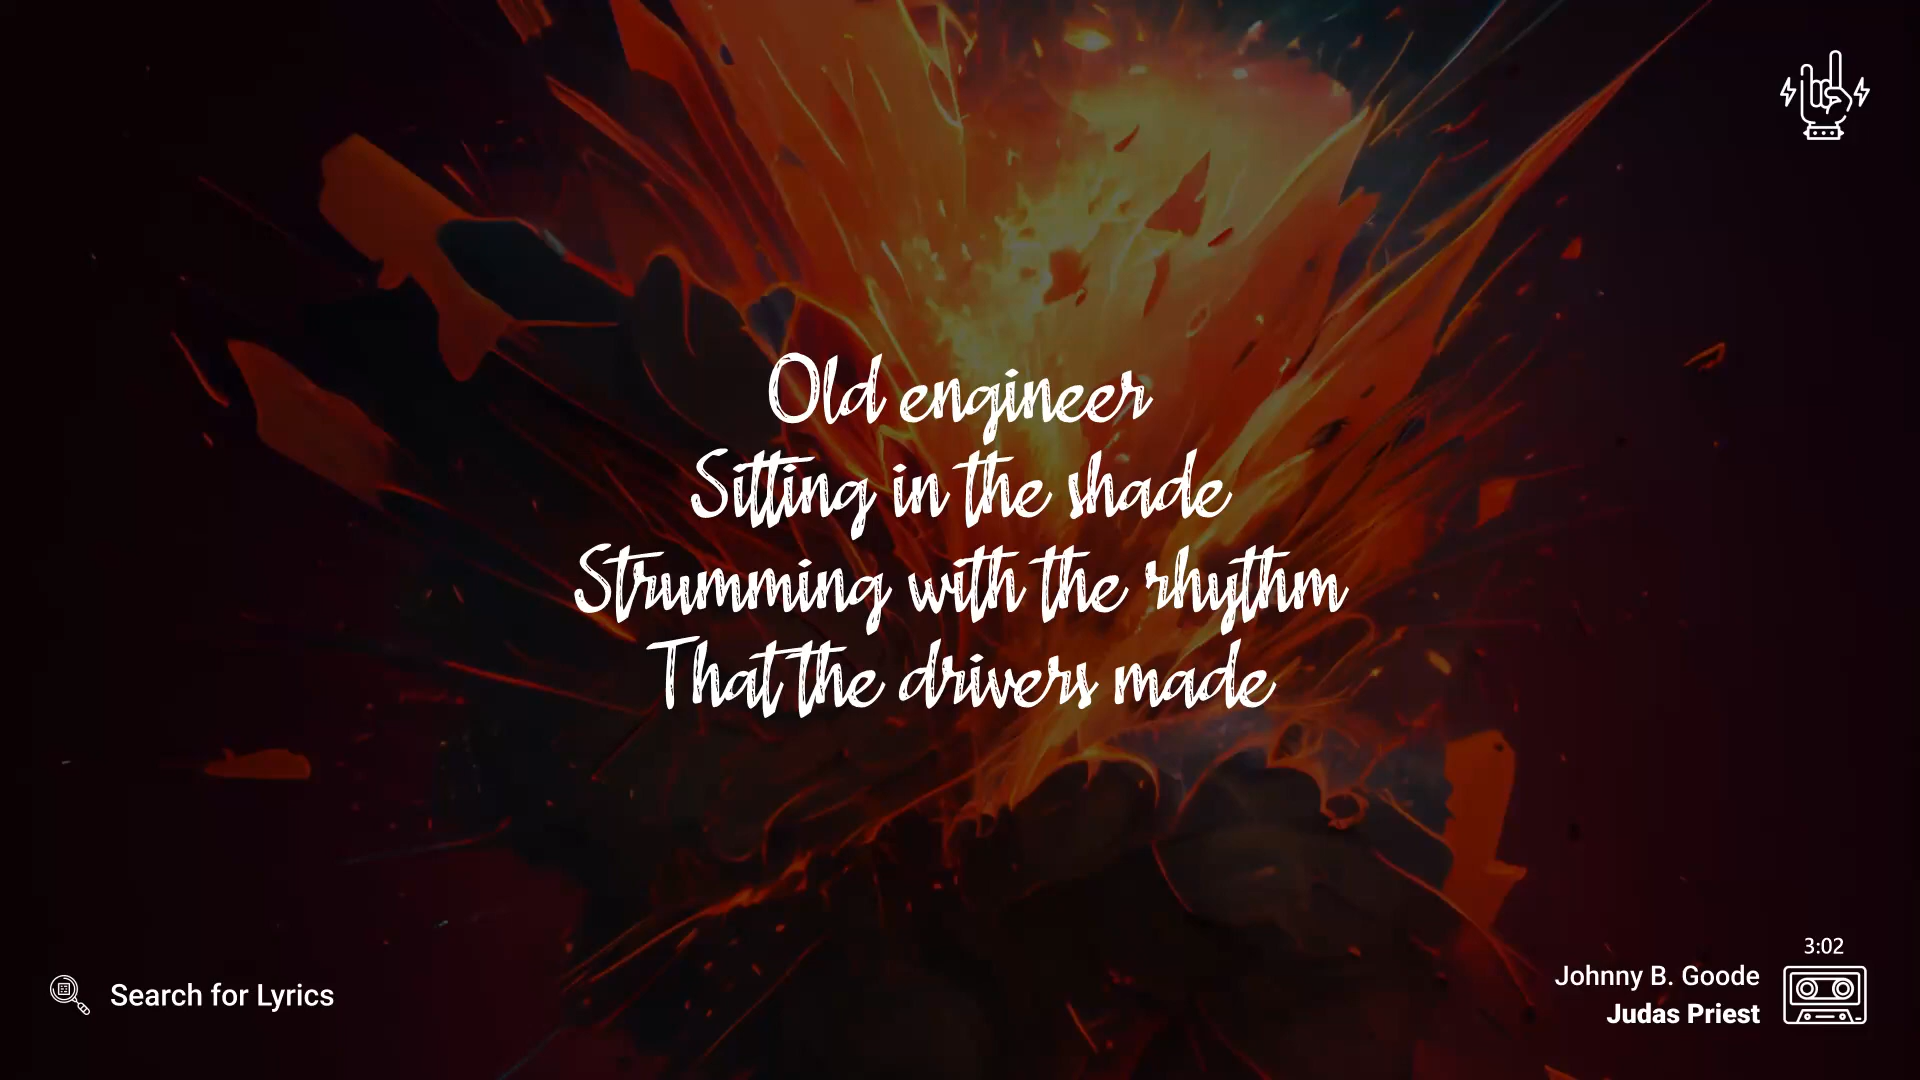 Old engineer
Sitting in the shade
Strumming with the rhythm
That the drivers made
Search for Lyrics
3:02
Johnny B. Goode
Judas Priest